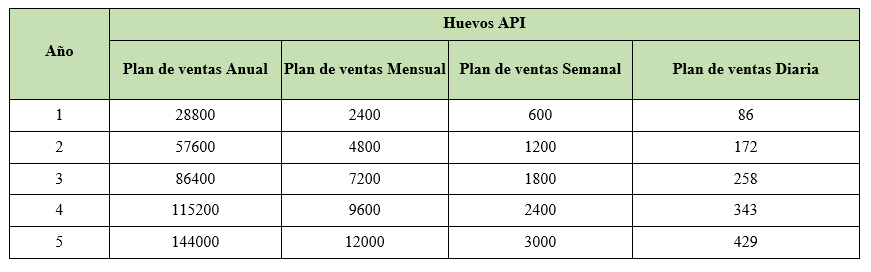 Año
Huevos API
Plan de ventas Anual Plan de ventas Mensual Plan de ventas Semanal Plan de ventas Diaria
1 28800 2400 600 86
2 57600 4800 1200 172
3 86400 7200 1800 258
4 115200 9600 2400 343
5 144000 12000 3000 429